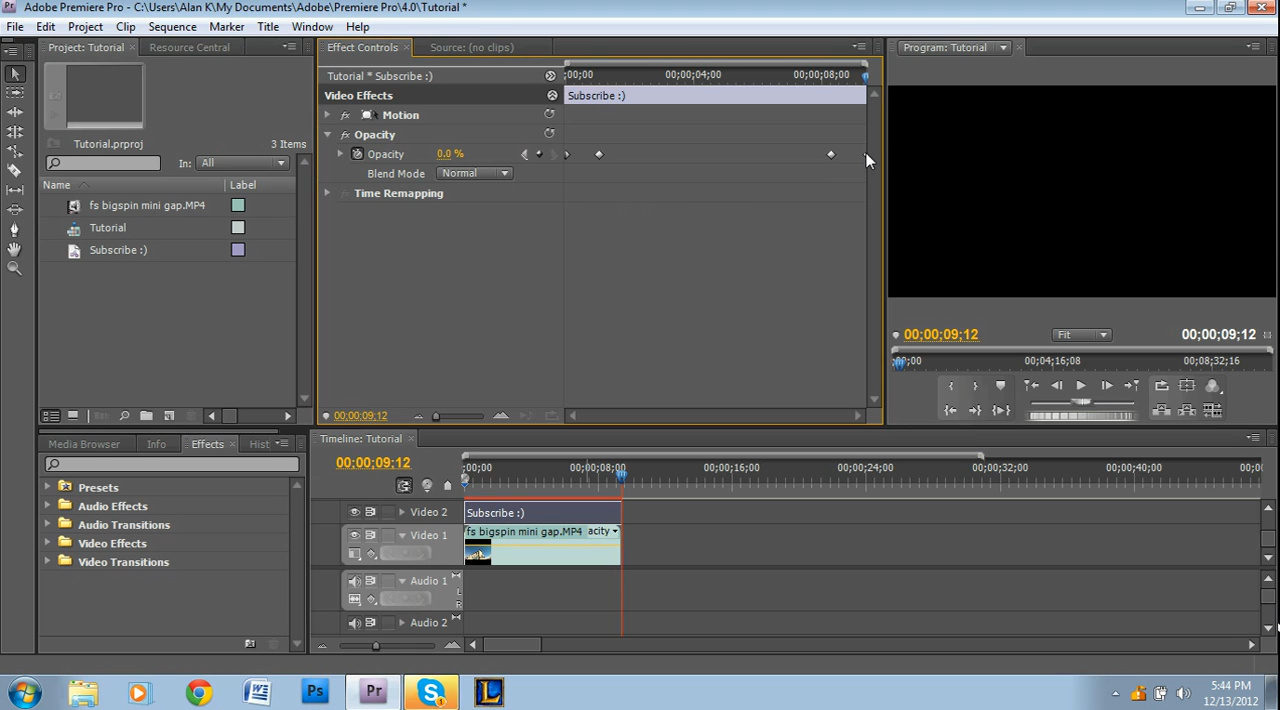 Adobe Premiere Pro - C:\Users\Alan K\My Documents\Adobe\Premiere Pro\4.0\Tutorial *
File Edit Project Clip Sequence Marker Title Window Help
Project: Tutorial Resource Central
Effect Controls Source: (no clips)
Program: Tutorial
Tutorial * Subscribe :)
;00;00 00;00;04;00 00;00;08;00
Video Effects
Subscribe :)
Motion
Opacity
Tutorial.prproj 3 Items
Opacity 0.0 %
In: All
Blend Mode Normal
Name Label
Time Remapping
fs bigspin mini gap.MP4
Tutorial
Subscribe :)
00;00;09;12 Fit 00;00;09;12
;00;00 00;04;16;08 00;08;32;16
00;00;09;12
Media Browser Info Effects Hist
Timeline: Tutorial
00;00;09;12
;00;00 00;00;08;00 00;00;16;00 00;00;24;00 00;00;32;00 00;00;40;00 00;0
Presets
Audio Effects
Audio Transitions
Video Effects
Video Transitions
Video 2 Subscribe :)
Video 1 fs bigspin mini gap.MP4 acity
Audio 1
L
R
Audio 2
Ps Pr S 1 L
5:44 PM
12/13/2012